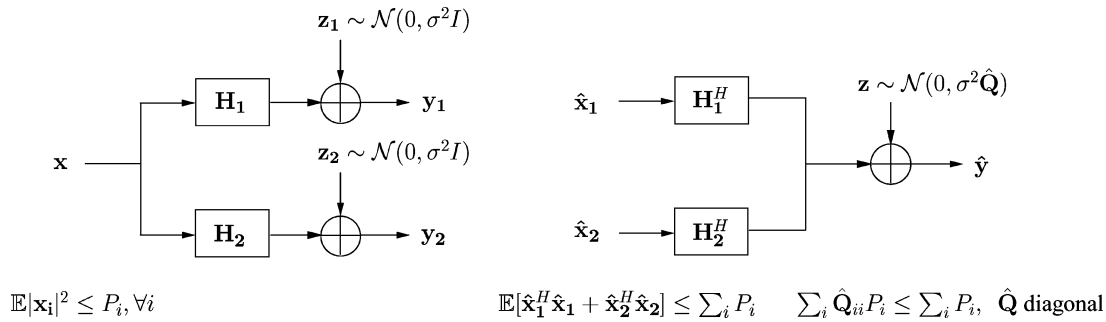 z₁ ∼ 𝒩(0, σ²I)
H₁
y₁
x
z₂ ∼ 𝒩(0, σ²I)
H₂
y₂
𝔼|xᵢ|² ≤ Pᵢ, ∀i
x̂₁
H₁ᴴ
z ∼ 𝒩(0, σ²Q̂)
ŷ
x̂₂
H₂ᴴ
𝔼[x̂₁ᴴx̂₁ + x̂₂ᴴx̂₂] ≤ ∑ᵢ Pᵢ
∑ᵢ Q̂ᵢᵢPᵢ ≤ ∑ᵢ Pᵢ, Q̂ diagonal